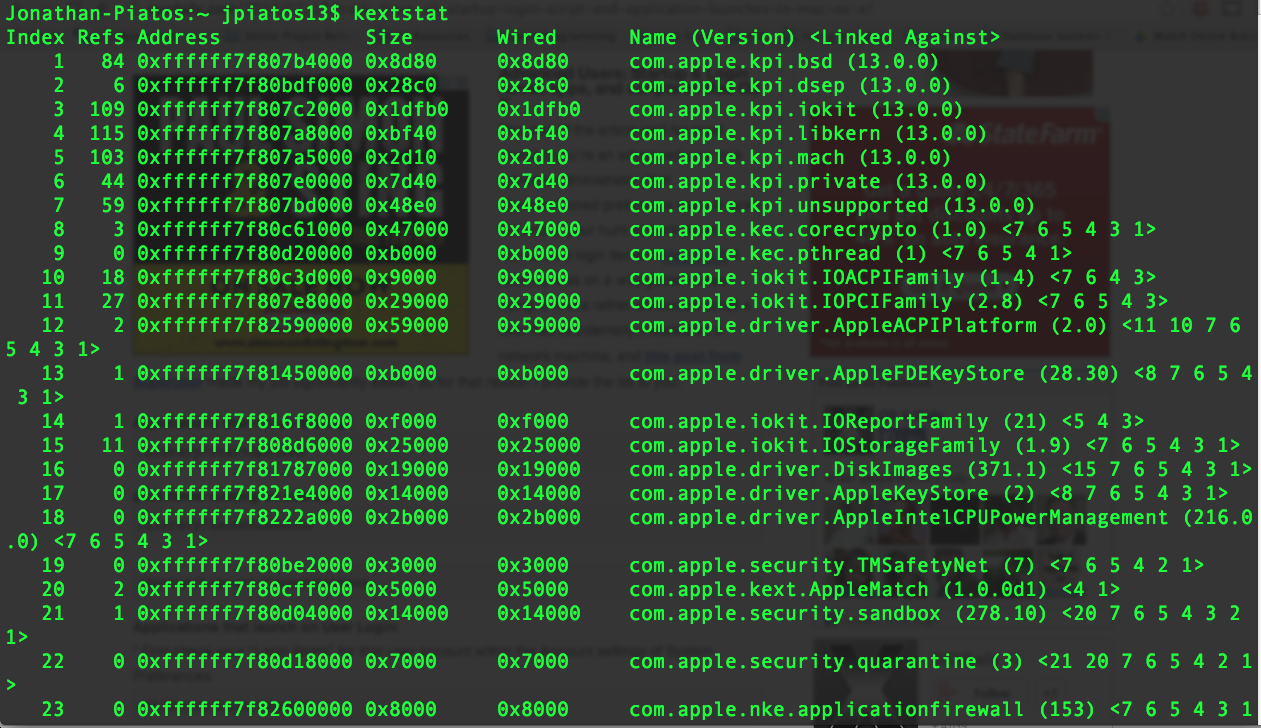 Jonathan-Piatos:~ jpiatos13$ kextstat
Index Refs Address            Size       Wired      Name (Version) <Linked Against>
    1   84 0xffffff7f807b4000 0x8d80     0x8d80     com.apple.kpi.bsd (13.0.0)
    2    6 0xffffff7f80bdf000 0x28c0     0x28c0     com.apple.kpi.dsep (13.0.0)
    3  109 0xffffff7f807c2000 0x1dfb0    0x1dfb0    com.apple.kpi.iokit (13.0.0)
    4  115 0xffffff7f807a8000 0xbf40     0xbf40     com.apple.kpi.libkern (13.0.0)
    5  103 0xffffff7f807a5000 0x2d10     0x2d10     com.apple.kpi.mach (13.0.0)
    6   44 0xffffff7f807e0000 0x7d40     0x7d40     com.apple.kpi.private (13.0.0)
    7   59 0xffffff7f807bd000 0x48e0     0x48e0     com.apple.kpi.unsupported (13.0.0)
    8    3 0xffffff7f80c61000 0x47000    0x47000    com.apple.kec.corecrypto (1.0) <7 6 5 4 3 1>
    9    0 0xffffff7f80d20000 0xb000     0xb000     com.apple.kec.pthread (1) <7 6 5 4 1>
   10   18 0xffffff7f80c3d000 0x9000     0x9000     com.apple.iokit.IOACPIFamily (1.4) <7 6 4 3>
   11   27 0xffffff7f807e8000 0x29000    0x29000    com.apple.iokit.IOPCIFamily (2.8) <7 6 5 4 3>
   12    2 0xffffff7f82590000 0x59000    0x59000    com.apple.driver.AppleACPIPlatform (2.0) <11 10 7 6
5 4 3 1>
   13    1 0xffffff7f81450000 0xb000     0xb000     com.apple.driver.AppleFDEKeyStore (28.30) <8 7 6 5 4
 3 1>
   14    1 0xffffff7f816f8000 0xf000     0xf000     com.apple.iokit.IOReportFamily (21) <5 4 3>
   15   11 0xffffff7f808d6000 0x25000    0x25000    com.apple.iokit.IOStorageFamily (1.9) <7 6 5 4 3 1>
   16    0 0xffffff7f81787000 0x19000    0x19000    com.apple.driver.DiskImages (371.1) <15 7 6 5 4 3 1>
   17    0 0xffffff7f821e4000 0x14000    0x14000    com.apple.driver.AppleKeyStore (2) <8 7 6 5 4 3 1>
   18    0 0xffffff7f8222a000 0x2b000    0x2b000    com.apple.driver.AppleIntelCPUPowerManagement (216.0
.0) <7 6 5 4 3 1>
   19    0 0xffffff7f80be2000 0x3000     0x3000     com.apple.security.TMSafetyNet (7) <7 6 5 4 2 1>
   20    2 0xffffff7f80cff000 0x5000     0x5000     com.apple.kext.AppleMatch (1.0.0d1) <4 1>
   21    1 0xffffff7f80d04000 0x14000    0x14000    com.apple.security.sandbox (278.10) <20 7 6 5 4 3 2
1>
   22    0 0xffffff7f80d18000 0x7000     0x7000     com.apple.security.quarantine (3) <21 20 7 6 5 4 2 1
>
   23    0 0xffffff7f82600000 0x8000     0x8000     com.apple.nke.applicationfirewall (153) <7 6 5 4 3 1
StateFarm
Applications that launch on User Login